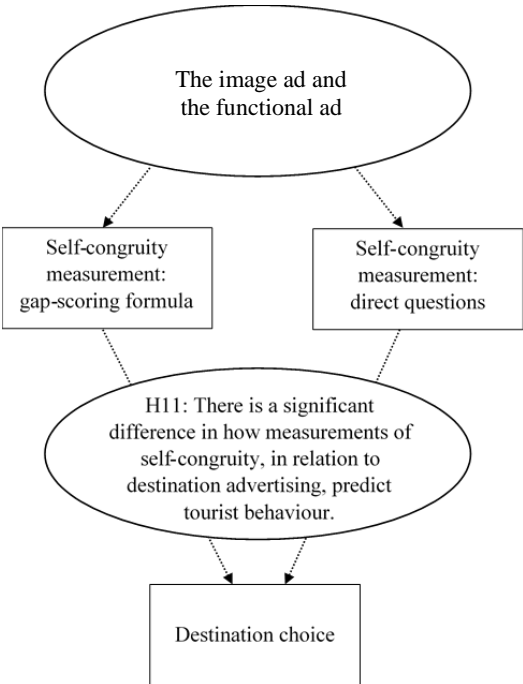 The image ad and
the functional ad
Self-congruity
measurement:
gap-scoring formula
Self-congruity
measurement:
direct questions
H11: There is a significant
difference in how measurements of
self-congruity, in relation to
destination advertising, predict
tourist behaviour.
Destination choice